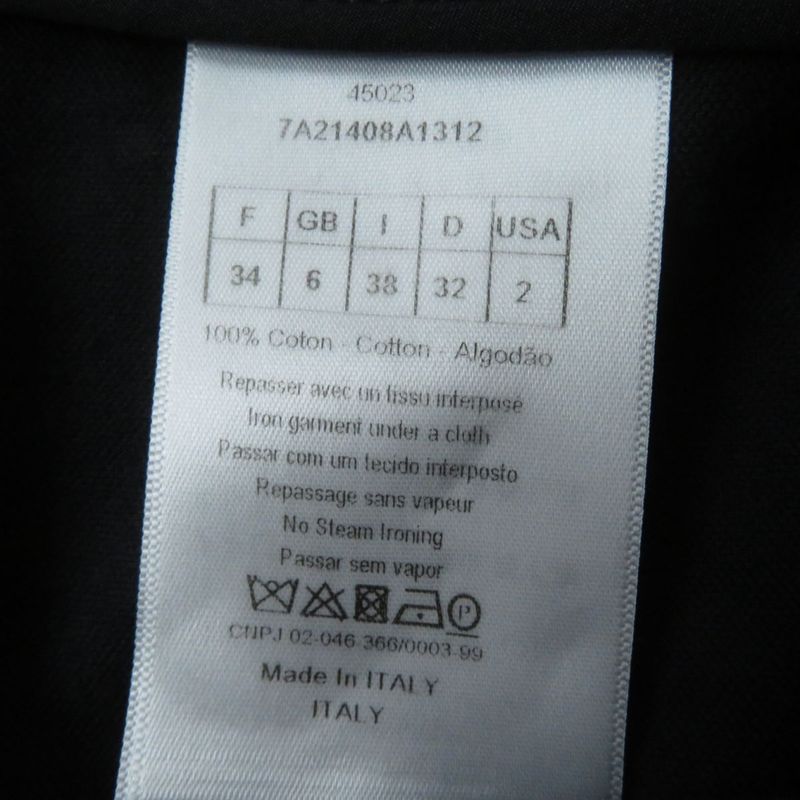 45023
7A21408A1312
F GB I D USA
34 6 38 32 2
100% Coton - Cotton - Algodão
Repasser avec un tissu interpose
Iron garment under a cloth
Passar com um tecido interposto
Repassage sans vapeur
No Steam Ironing
Passar sem vapor
P
CNPJ 02-046 366/0003-99
Made In ITALY
ITALY